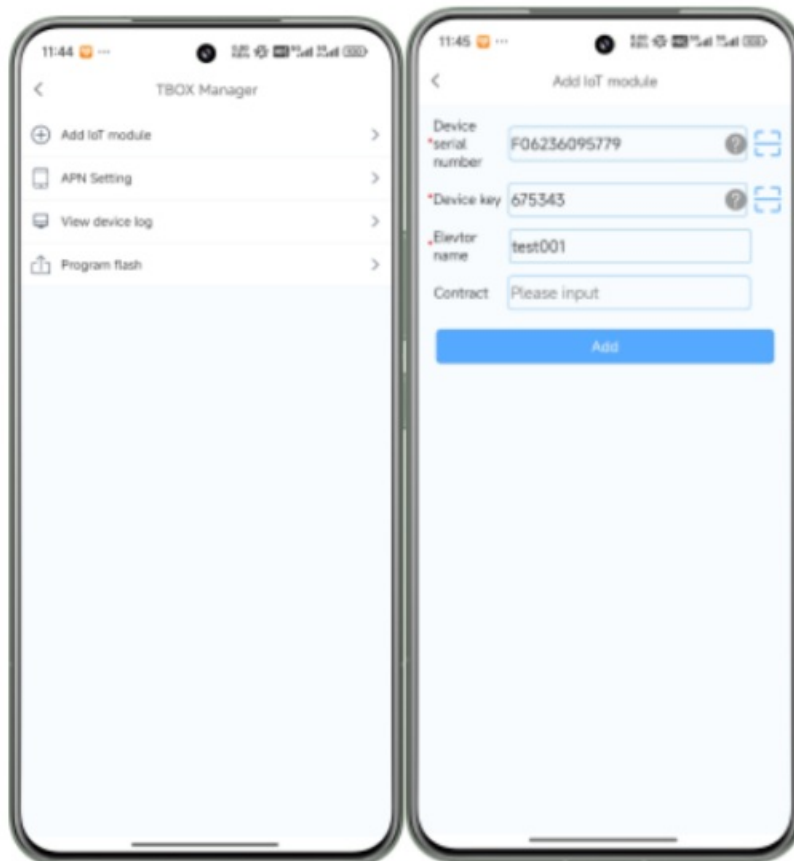 11:44
TBOX Manager
Add IoT module
APN Setting
View device log
Program flash
11:45
Add IoT module
Device
*serial
number
F06236095779
*Device key
675343
*Elevtor
name
test001
Contract
Please input
Add